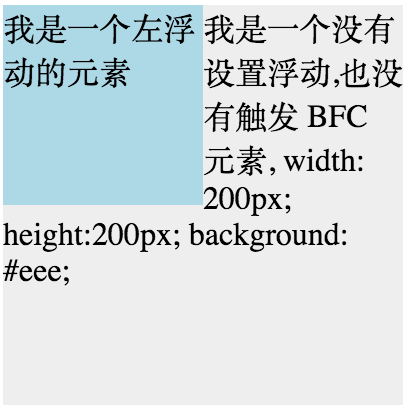 我是一个左浮
动的元素
我是一个没有
设置浮动,也没
有触发 BFC
元素, width:
200px;
height:200px; background:
#eee;